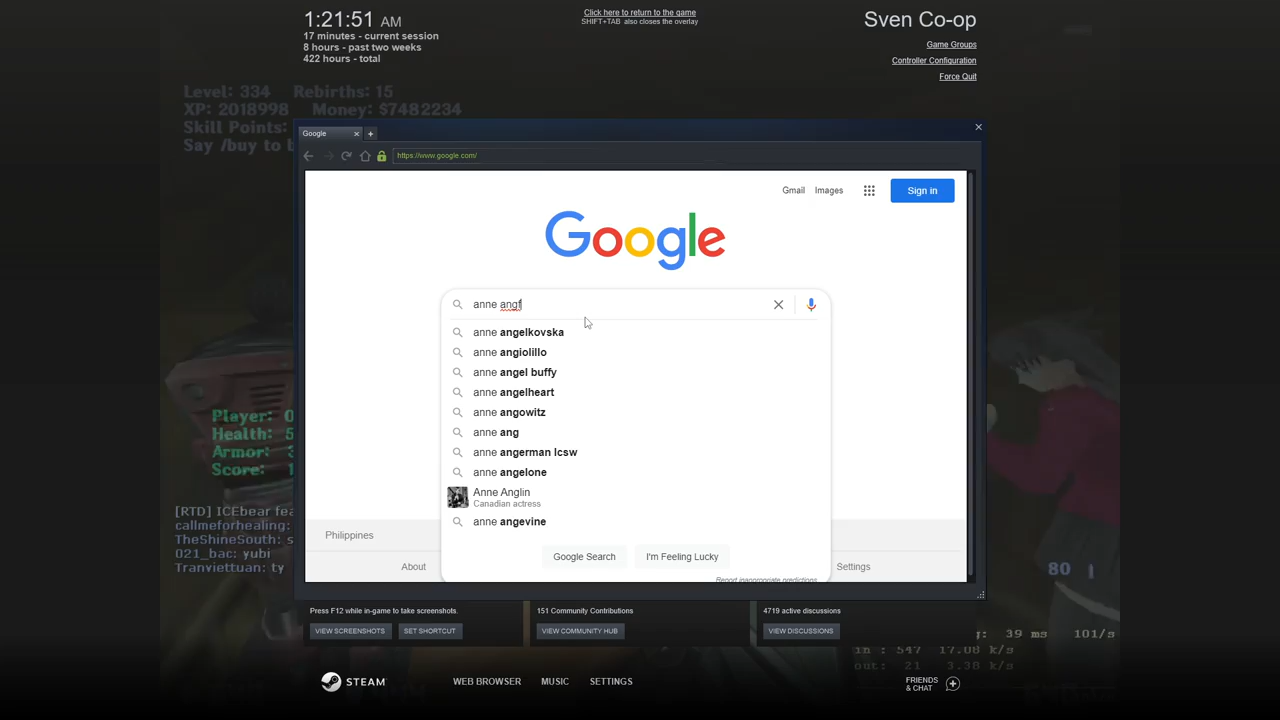 1:21:51 AM
17 minutes - current session
8 hours - past two weeks
422 hours - total
Click here to return to the game
SHIFT+TAB also closes the overlay
Sven Co-op
Game Groups
Controller Configuration
Force Quit
Level: 334 Rebirths: 15
XP: 2018998 Money: $7482234
Skill Points:
Say /buy to
Google
https://www.google.com/
Gmail Images
Sign in
Google
anne angf
anne angelkovska
anne angiolillo
anne angel buffy
anne angelheart
anne angowitz
anne ang
anne angerman lcsw
anne angelone
Anne Anglin
Canadian actress
anne angevine
Google Search I'm Feeling Lucky
Report inappropriate predictions
Philippines
About Settings
Player:
Health:
Armor:
Score:
[RTD] ICEbear
callmeforhealing:
TheShineSouth:
021_bac: yubi
Tranviettuan: ty
80
Press F12 while in-game to take screenshots.
VIEW SCREENSHOTS SET SHORTCUT
151 Community Contributions
VIEW COMMUNITY HUB
4719 active discussions
VIEW DISCUSSIONS
39 ms 101/s
in : 547 17.08 k/s
out: 21 3.38 k/s
STEAM
WEB BROWSER MUSIC SETTINGS
FRIENDS
& CHAT